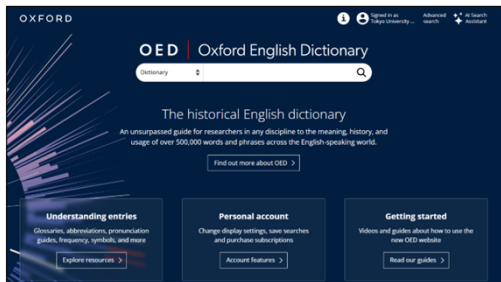 OXFORD
Signed in as
Tokyo University ...
Advanced
search
AI Search
Assistant
OED | Oxford English Dictionary
Dictionary
The historical English dictionary
An unsurpassed guide for researchers in any discipline to the meaning, history, and
usage of over 500,000 words and phrases across the English-speaking world.
Find out more about OED >
Understanding entries
Glossaries, abbreviations, pronunciation
guides, frequency, symbols, and more
Explore resources >
Personal account
Change display settings, save searches
and purchase subscriptions
Account features >
Getting started
Videos and guides about how to use the
new OED website
Read our guides >